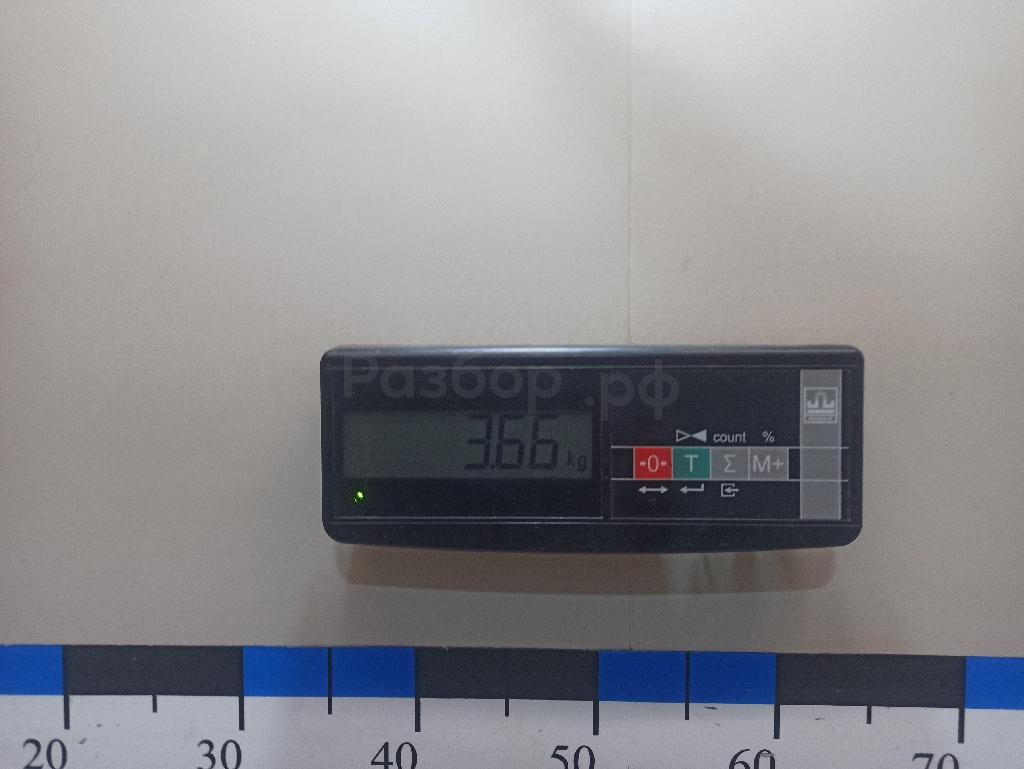 Разбор.рф
3.66 kg
count %
→0← T Σ M+
20 30 40 50 60 70